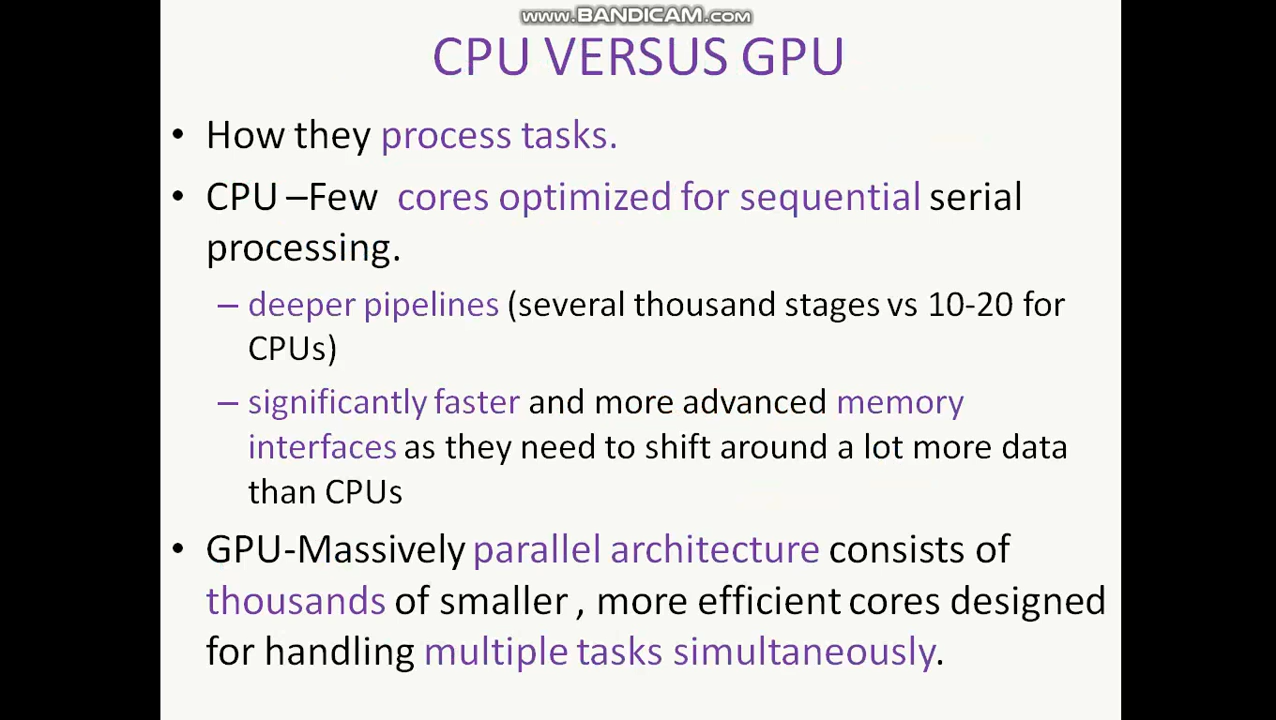 www.BANDICAM.com
CPU VERSUS GPU
• How they process tasks.
• CPU –Few cores optimized for sequential serial
processing.
– deeper pipelines (several thousand stages vs 10-20 for
CPUs)
– significantly faster and more advanced memory
interfaces as they need to shift around a lot more data
than CPUs
• GPU-Massively parallel architecture consists of
thousands of smaller , more efficient cores designed
for handling multiple tasks simultaneously.